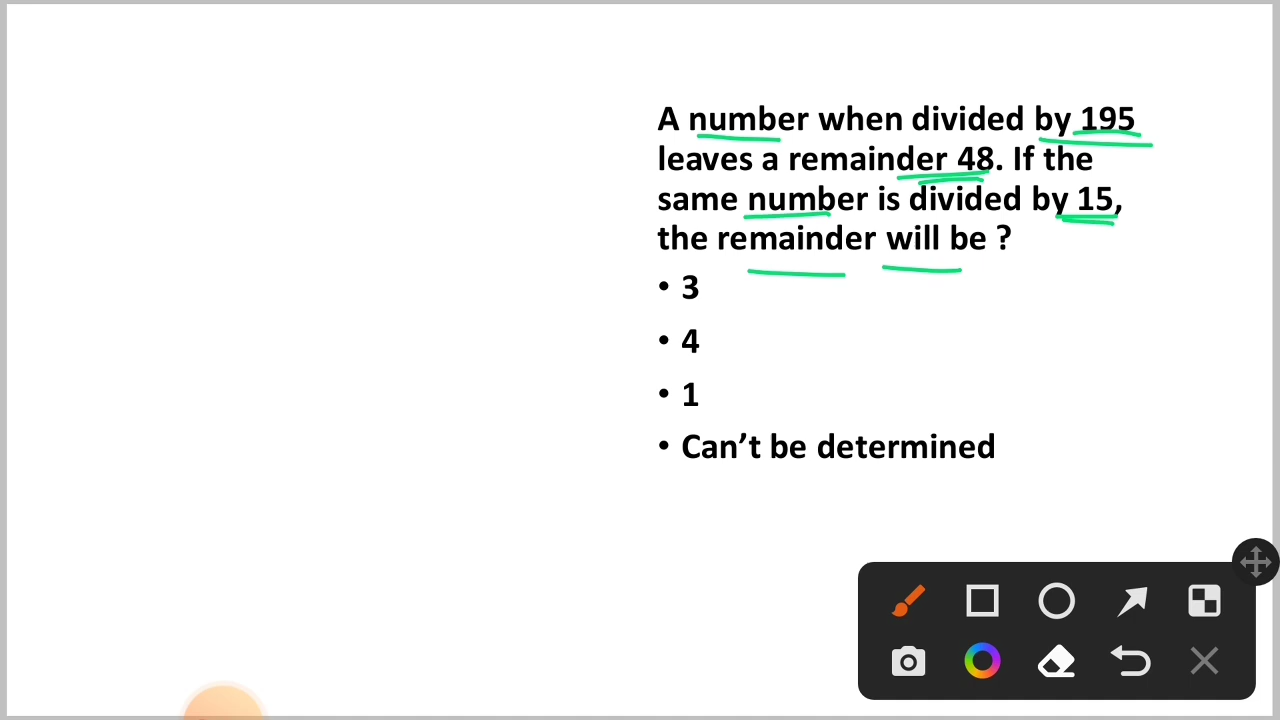 A number when divided by 195
leaves a remainder 48. If the
same number is divided by 15,
the remainder will be ?
• 3
• 4
• 1
• Can’t be determined